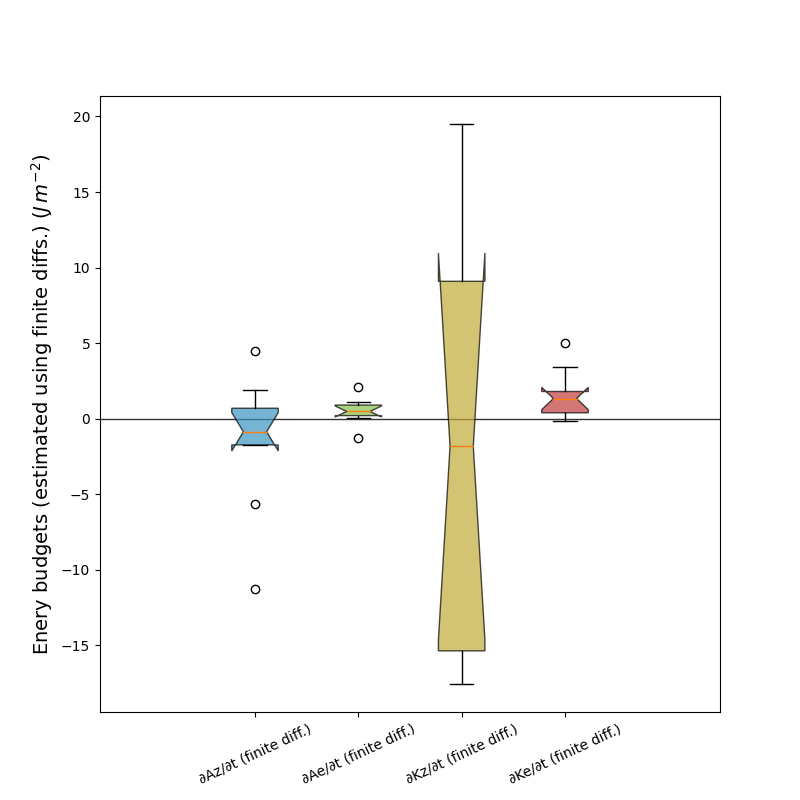 Enery budgets (estimated using finite diffs.) (J m⁻²)
20
15
10
5
0
−5
−10
−15
∂Az/∂t (finite diff.)
∂Ae/∂t (finite diff.)
∂Kz/∂t (finite diff.)
∂Ke/∂t (finite diff.)